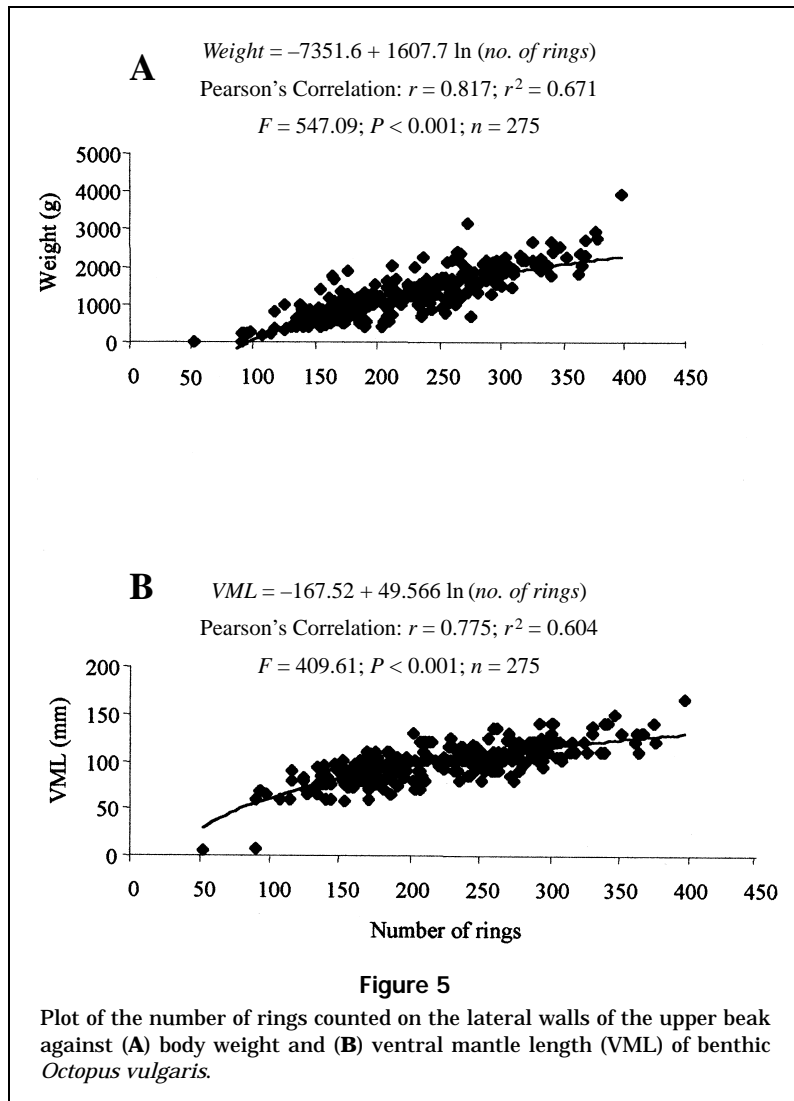 A
Weight = –7351.6 + 1607.7 ln (no. of rings)
Pearson's Correlation: r = 0.817; r² = 0.671
F = 547.09; P < 0.001; n = 275
5000
4000
3000
2000
1000
0
Weight (g)
0 50 100 150 200 250 300 350 400 450
B
VML = –167.52 + 49.566 ln (no. of rings)
Pearson's Correlation: r = 0.775; r² = 0.604
F = 409.61; P < 0.001; n = 275
200
150
100
50
0
VML (mm)
0 50 100 150 200 250 300 350 400 450
Number of rings
Figure 5
Plot of the number of rings counted on the lateral walls of the upper beak
against (A) body weight and (B) ventral mantle length (VML) of benthic
Octopus vulgaris.